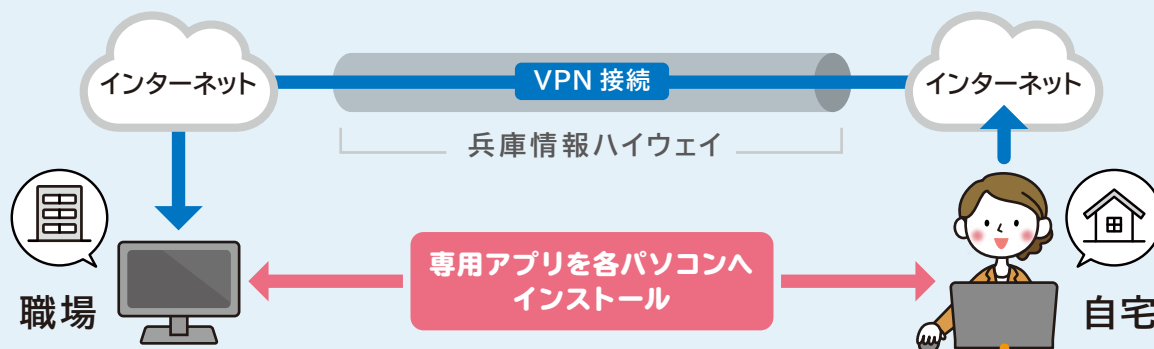 インターネット
VPN 接続
インターネット
兵庫情報ハイウェイ
専用アプリを各パソコンへ
インストール
職場
自宅